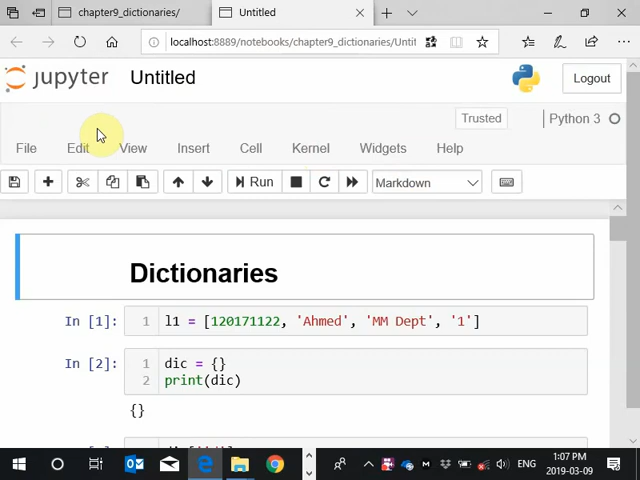 chapter9_dictionaries/
Untitled
localhost:8889/notebooks/chapter9_dictionaries/Untit
jupyter Untitled
Logout
Trusted
Python 3
File Edit View Insert Cell Kernel Widgets Help
Run
Markdown
Dictionaries
In [1]: 1 l1 = [120171122, 'Ahmed', 'MM Dept', '1']
In [2]: 1 dic = {}
2 print(dic)
{}
ENG
1:07 PM
2019-03-09